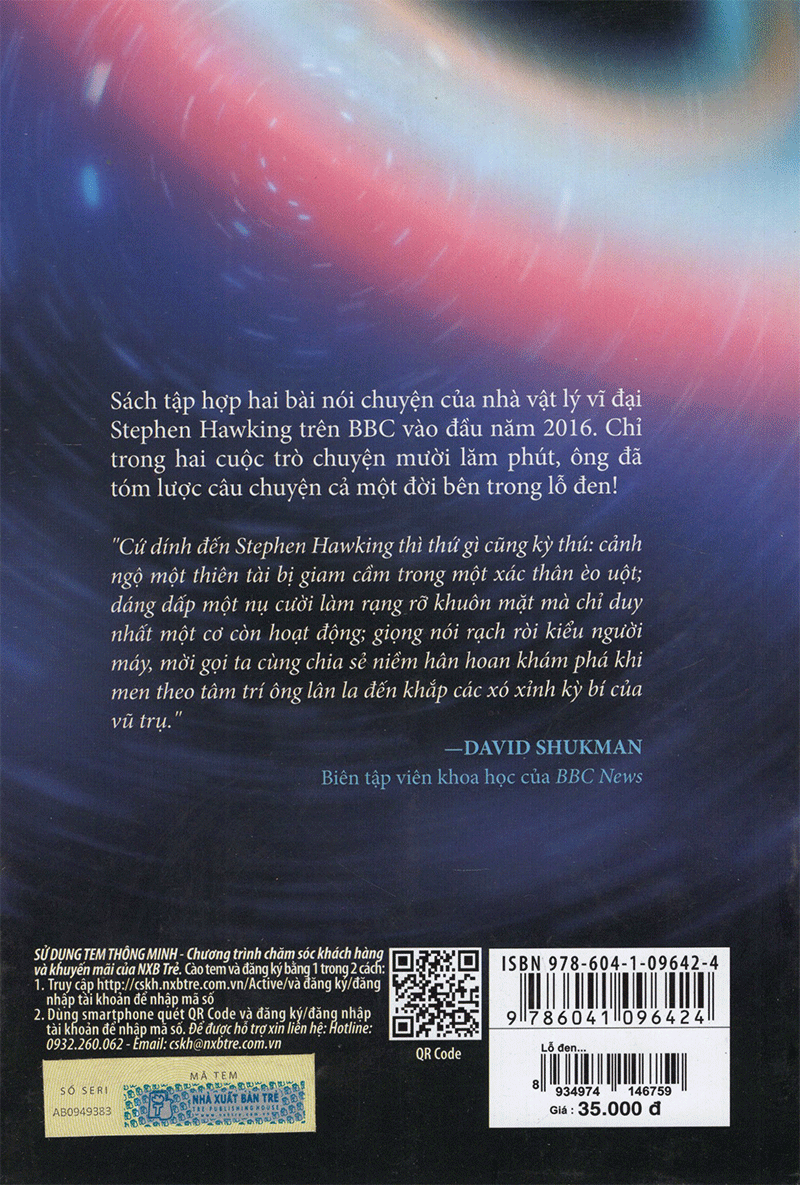 Sách tập hợp hai bài nói chuyện của nhà vật lý vĩ đại
Stephen Hawking trên BBC vào đầu năm 2016. Chỉ
trong hai cuộc trò chuyện mười lăm phút, ông đã
tóm lược câu chuyện cả một đời bên trong lỗ đen!
"Cứ dính đến Stephen Hawking thì thứ gì cũng kỳ thú: cảnh
ngộ một thiên tài bị giam cầm trong một xác thân èo uột;
dáng dấp một nụ cười làm rạng rỡ khuôn mặt mà chỉ duy
nhất một cơ còn hoạt động; giọng nói rạch ròi kiểu người
máy, mời gọi ta cùng chia sẻ niềm hân hoan khám phá khi
men theo tâm trí ông lân la đến khắp các xó xỉnh kỳ bí của
vũ trụ."
—DAVID SHUKMAN
Biên tập viên khoa học của BBC News
SỬ DỤNG TEM THÔNG MINH - Chương trình chăm sóc khách hàng
và khuyến mãi của NXB Trẻ. Cào tem và đăng ký bằng 1 trong 2 cách:
1. Truy cập http://cskh.nxbtre.com.vn/Active/và đăng ký/đăng
nhập tài khoản để nhập mã số
2. Dùng smartphone quét QR Code và đăng ký/đăng nhập
tài khoản để nhập mã số. Để được hỗ trợ xin liên hệ: Hotline:
0932.260.062 - Email: cskh@nxbtre.com.vn
QR Code
SỐ SERI
AB0949383
MÃ TEM
NHÀ XUẤT BẢN TRẺ
TRE PUBLISHING HOUSE
www.nxbtre.com.vn
ISBN 978-604-1-09642-4
9 786041 096424
Lỗ đen...
8 934974 146759
Giá : 35.000 đ